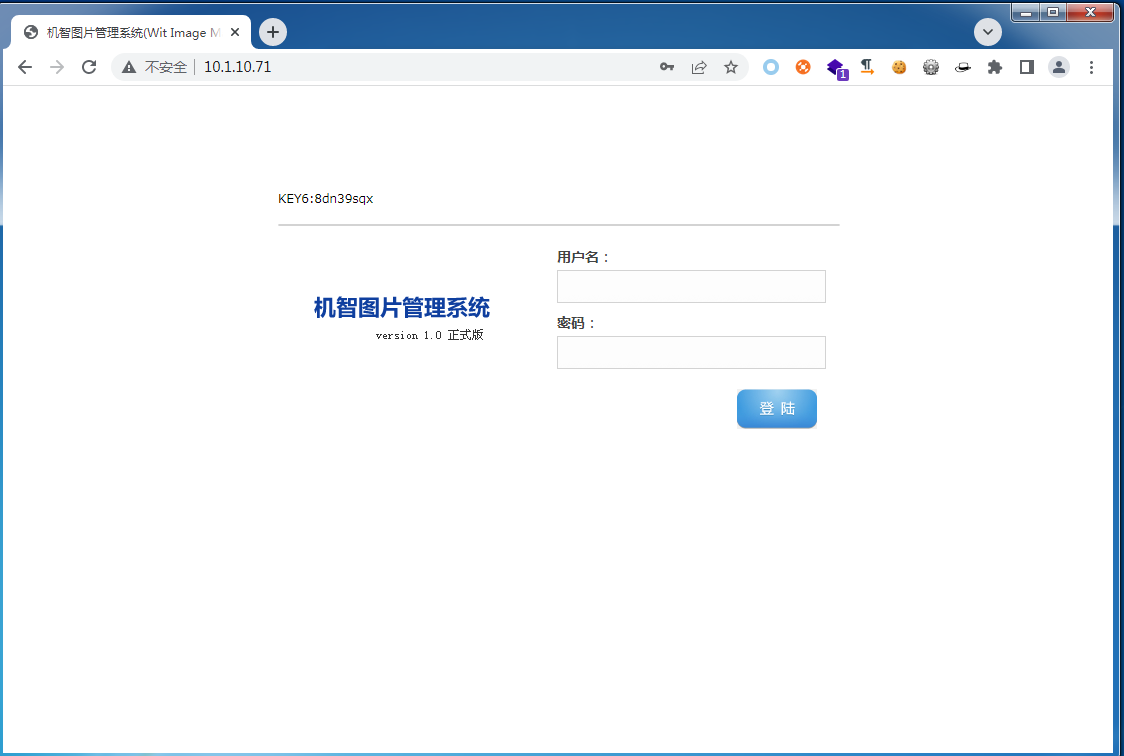 机智图片管理系统(Wit Image M
不安全
10.1.10.71
1
KEY6:8dn39sqx
用户名：
机智图片管理系统
version 1.0 正式版
密码：
登 陆